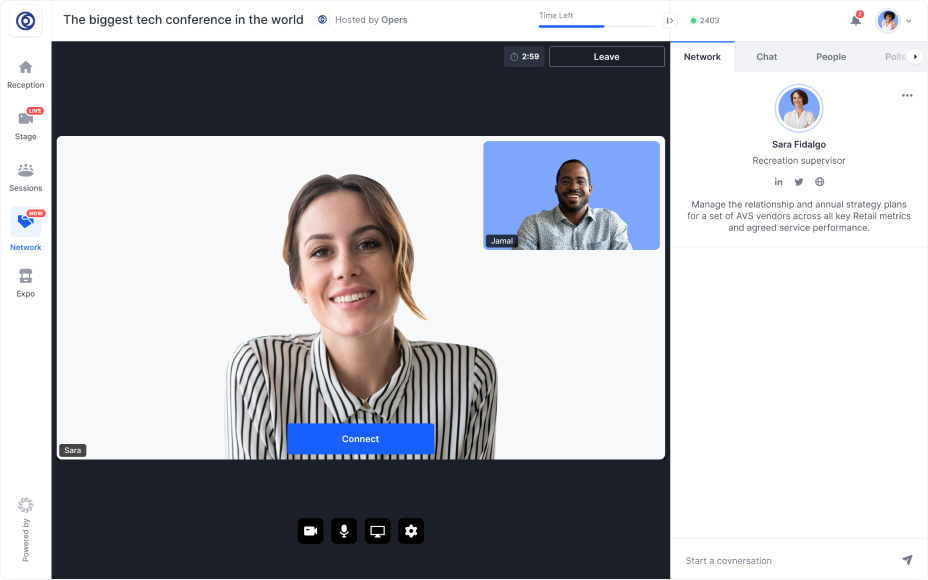 The biggest tech conference in the world
Hosted by Opers
Time Left
2403
7
Reception
LIVE
Stage
Sessions
NOW
Network
Expo
Powered by
2:59
Leave
Jamal
Sara
Connect
Network
Chat
People
Polls
Sara Fidalgo
Recreation supervisor
in
Manage the relationship and annual strategy plans
for a set of AVS vendors across all key Retail metrics
and agreed service performance.
Start a covnersation